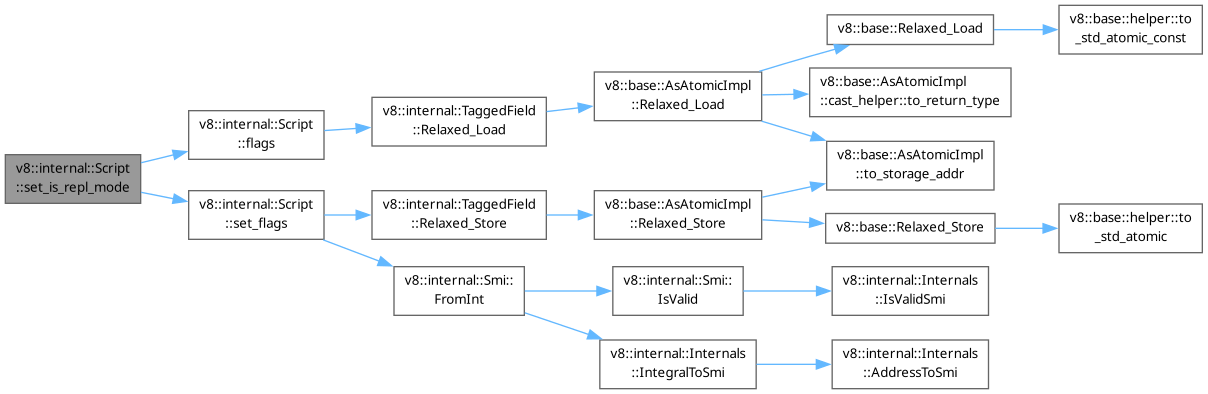 v8::internal::Script
::set_is_repl_mode
v8::internal::Script
::flags
v8::internal::TaggedField
::Relaxed_Load
v8::base::AsAtomicImpl
::Relaxed_Load
v8::base::Relaxed_Load
v8::base::helper::to
_std_atomic_const
v8::base::AsAtomicImpl
::cast_helper::to_return_type
v8::base::AsAtomicImpl
::to_storage_addr
v8::internal::Script
::set_flags
v8::internal::TaggedField
::Relaxed_Store
v8::base::AsAtomicImpl
::Relaxed_Store
v8::base::Relaxed_Store
v8::base::helper::to
_std_atomic
v8::internal::Smi::
FromInt
v8::internal::Smi::
IsValid
v8::internal::Internals
::IsValidSmi
v8::internal::Internals
::IntegralToSmi
v8::internal::Internals
::AddressToSmi